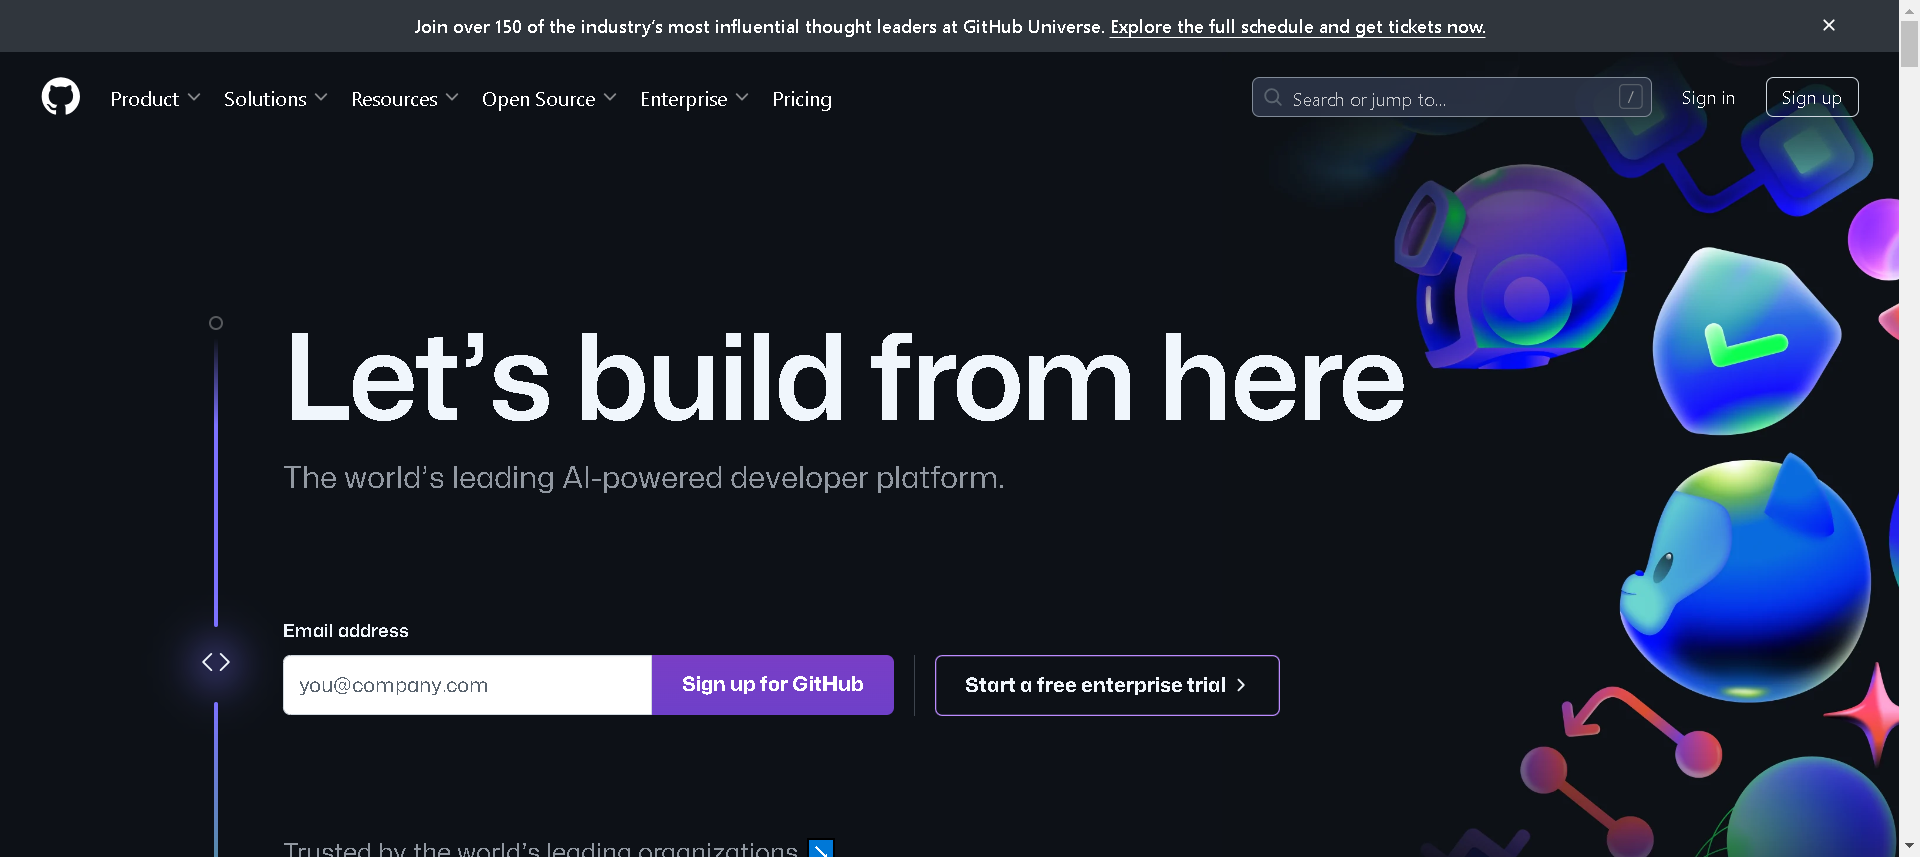 Join over 150 of the industry's most influential thought leaders at GitHub Universe. Explore the full schedule and get tickets now.
Product Solutions Resources Open Source Enterprise Pricing Search or jump to... / Sign in Sign up
Let’s build from here
The world’s leading AI-powered developer platform.
Email address
you@company.com Sign up for GitHub Start a free enterprise trial
Trusted by the world’s leading organizations